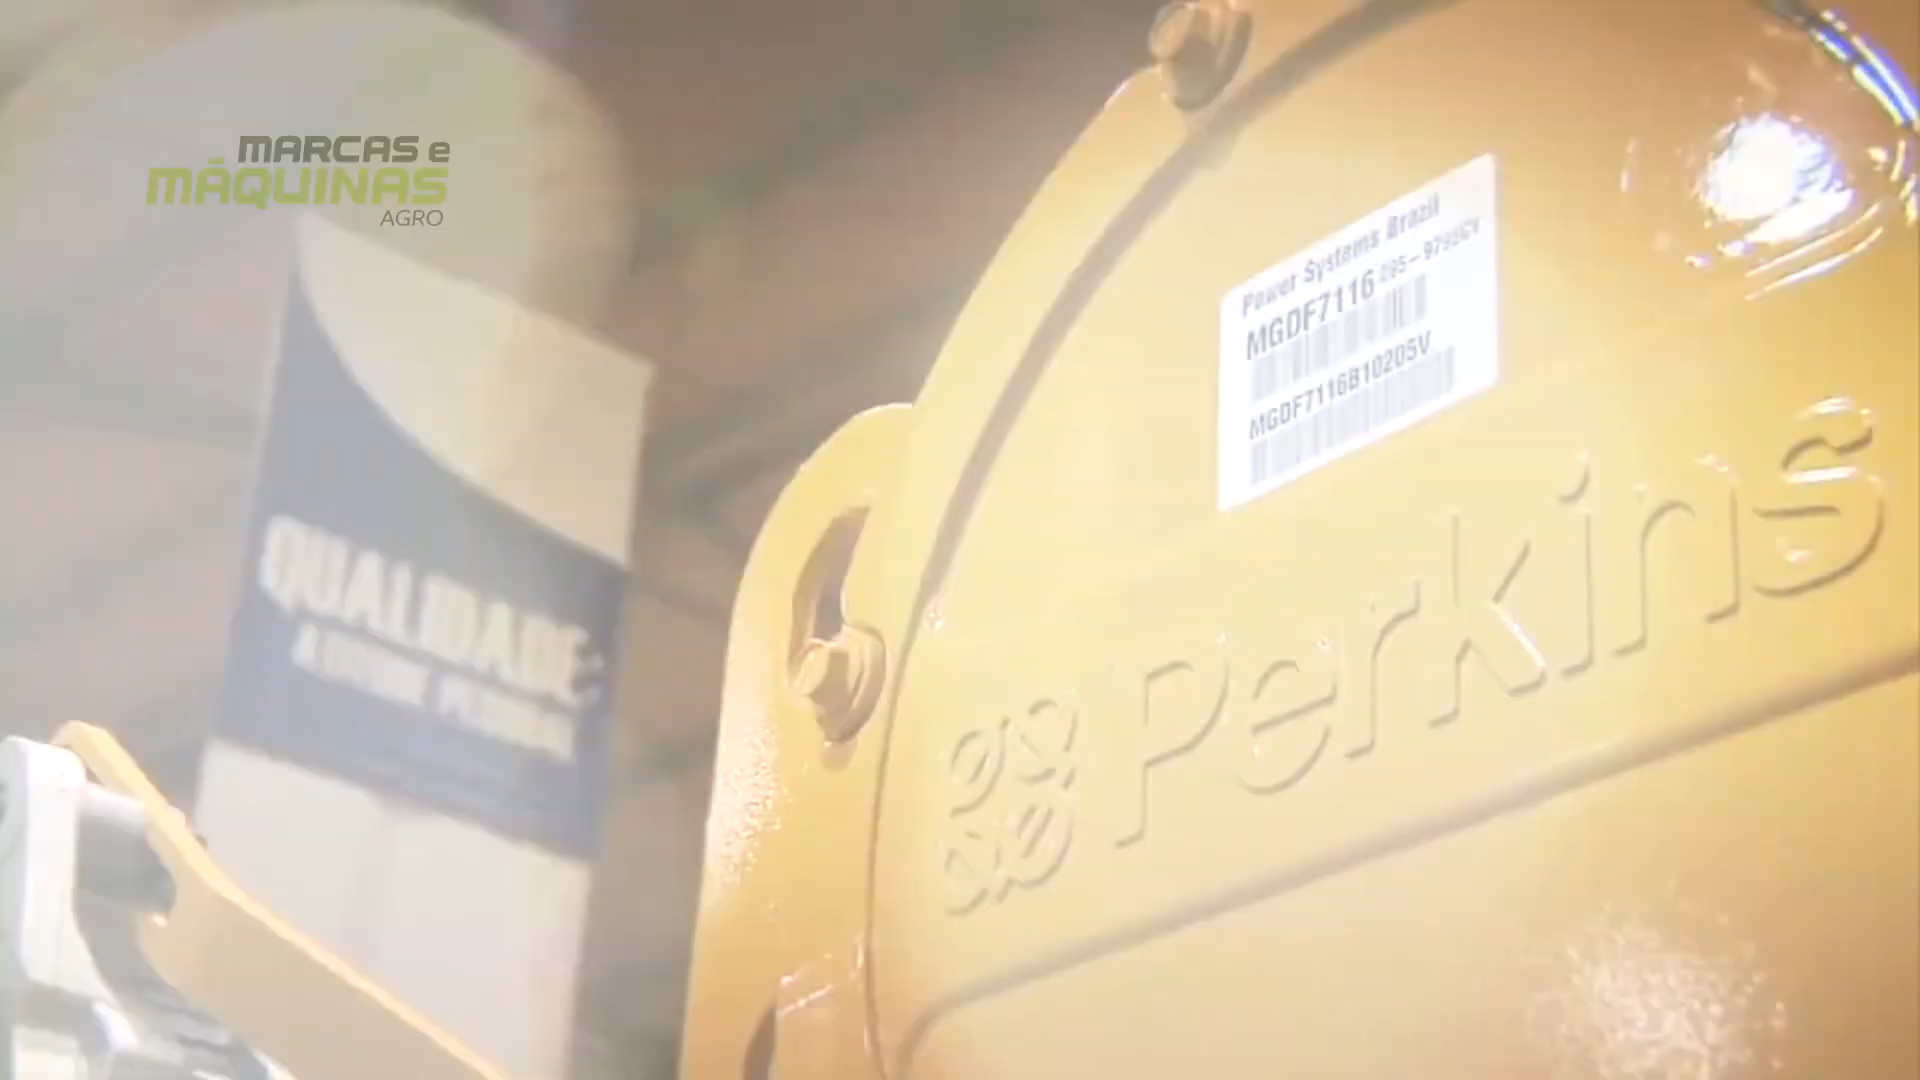 MARCAS e
MÁQUINAS
AGRO
Power Systems Brazil
MGDF7116
MGDF7116B10205V
Perkins
QUALIDADE: